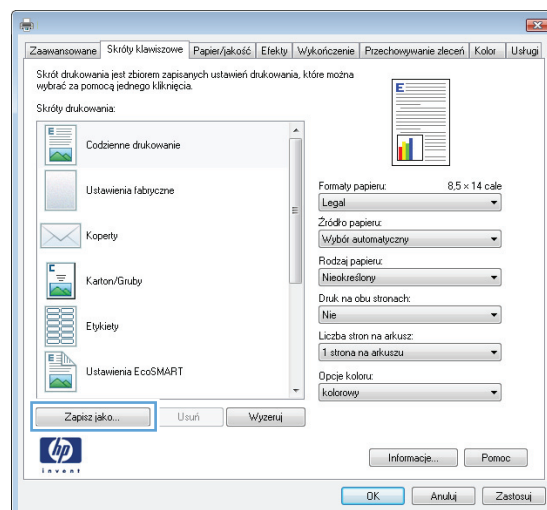 Zaawansowane Skróty klawiszowe Papier/jakość Efekty Wykończenie Przechowywanie zleceń Kolor Usługi
Skrót drukowania jest zbiorem zapisanych ustawień drukowania, które można
wybrać za pomocą jednego kliknięcia.
Skróty drukowania:
E
Codzienne drukowanie
Ustawienia fabryczne
Koperty
C
Karton/Gruby
Etykiety
E
Ustawienia EcoSMART
Zapisz jako... Usuń Wyzeruj
E
Formaty papieru: 8,5 × 14 cale
Legal
Źródło papieru:
Wybór automatyczny
Rodzaj papieru:
Nieokreślony
Druk na obu stronach:
Nie
Liczba stron na arkusz:
1 strona na arkuszu
Opcje koloru:
kolorowy
hp
invent
Informacje... Pomoc
OK Anuluj Zastosuj